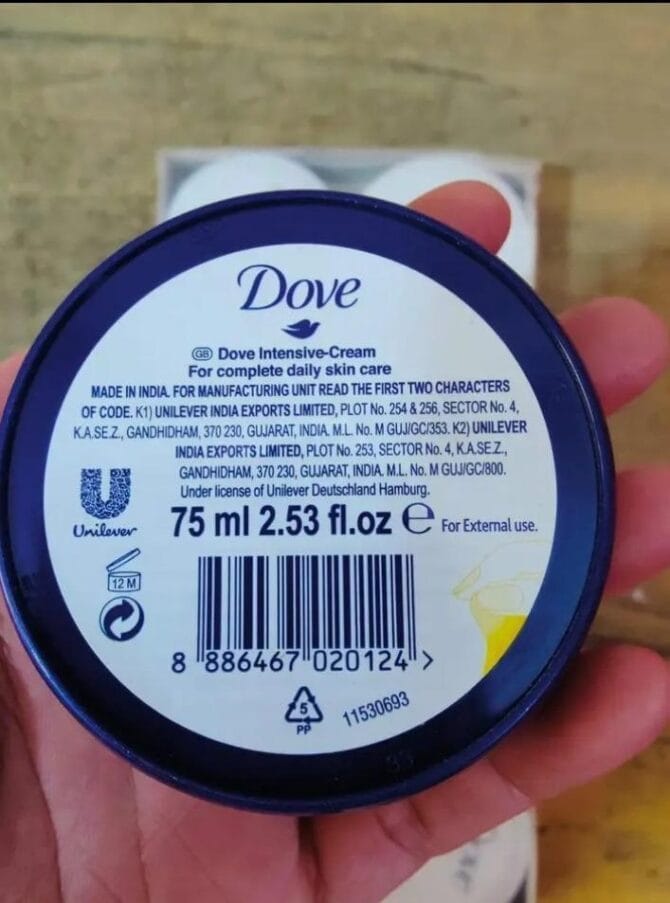 Dove
GB Dove Intensive-Cream
For complete daily skin care
MADE IN INDIA. FOR MANUFACTURING UNIT READ THE FIRST TWO CHARACTERS
OF CODE. K1) UNILEVER INDIA EXPORTS LIMITED, PLOT No. 254 & 256, SECTOR No. 4,
K.A.SE.Z., GANDHIDHAM, 370 230, GUJARAT, INDIA. M.L. No. M GUJ/GC/353. K2) UNILEVER
INDIA EXPORTS LIMITED, PLOT No. 253, SECTOR No. 4, K.A.SE.Z.,
GANDHIDHAM, 370 230, GUJARAT, INDIA. M.L. No. M GUJ/GC/800.
Under license of Unilever Deutschland Hamburg.
Unilever
75 ml 2.53 fl.oz e For External use.
12 M
8 886467 020124 >
5
PP
11530693